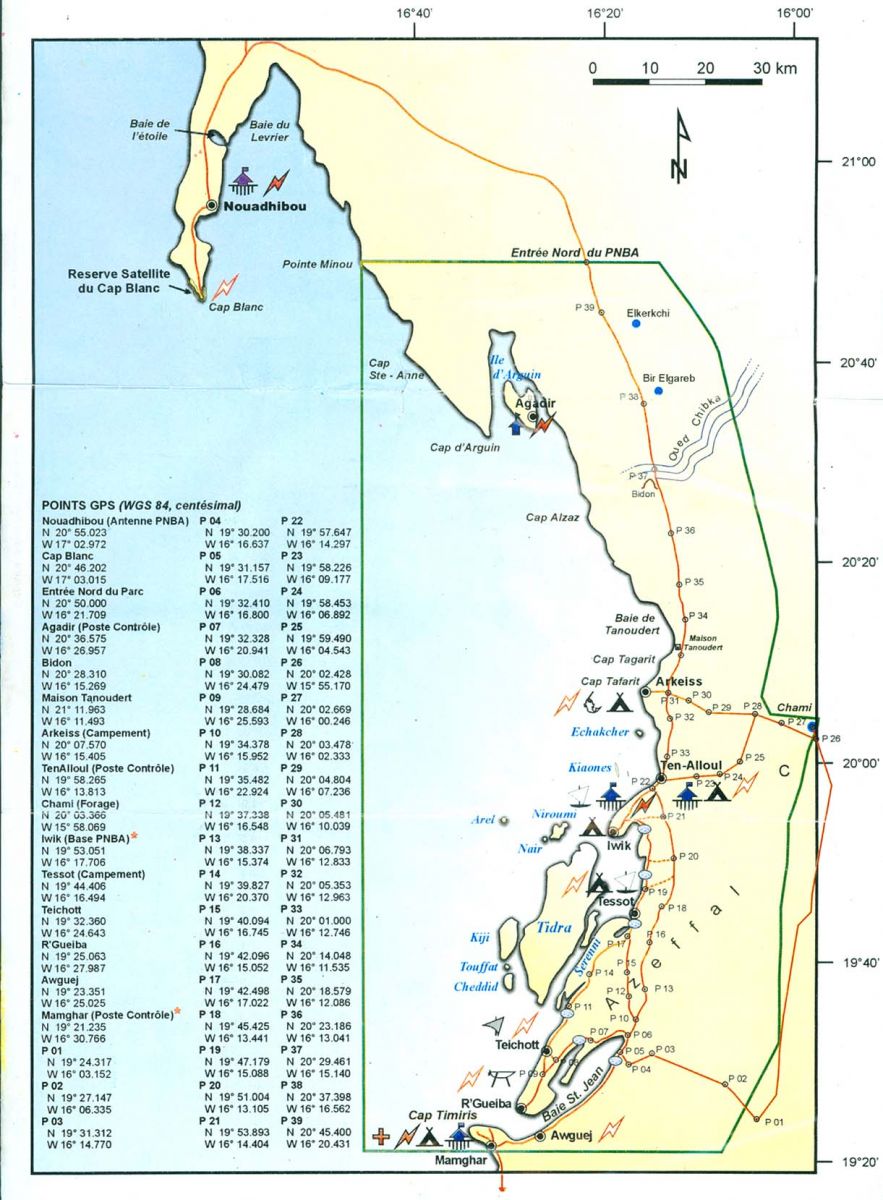 16°40'
16°20'
16°00'
0 10 20 30 km
N
21°00
20°40'
20°20'
20°00'
19°40'
19°20'
Baie de
l'étoile
Baie du
Levrier
Nouadhibou
Reserve Satellite
du Cap Blanc
Cap Blanc
Pointe Minou
Entrée Nord du PNBA
P 39
Elkerkchi
Bir Elgareb
P 38
Oued Chibka
P 37
Bidon
Cap
Ste - Anne
Ile
d'Arguin
Agadir
Cap d'Arguin
Cap Alzaz
P 36
P 35
P 34
Baie de
Tanoudert
Maison
Tanoudert
Cap Tagarit
Cap Tafarit
Arkeiss
P 31
P 30
P 29
P 28
Chami
P 27
P 26
P 32
Echakcher
P 33
P 25
Kiaones
Ten-Alloul
P 22
P 23
P 24
C
Arel
Niroumi
Nair
Iwik
P 21
P 20
P 19
Tessot
P 18
Tidra
Kiji
Touffat
Cheddid
Serenni
P 17
P 16
P 15
P 14
P 13
P 12
P 11
P 10
Azeffal
Teichott
P 07
P 06
P 05
P 03
P 04
P 08
P 09
P 02
P 01
R'Gueiba
Baie St. Jean
Cap Timiris
Awguej
Mamghar
POINTS GPS (WGS 84, centésimal)
Nouadhibou (Antenne PNBA) P 04 P 22
N 20° 55.023 N 19° 30.200 N 19° 57.647
W 17° 02.972 W 16° 16.637 W 16° 14.297
Cap Blanc P 05 P 23
N 20° 46.202 N 19° 31.157 N 19° 58.226
W 17° 03.015 W 16° 17.516 W 16° 09.177
Entrée Nord du Parc P 06 P 24
N 20° 50.000 N 19° 32.410 N 19° 58.453
W 16° 21.709 W 16° 16.800 W 16° 06.892
Agadir (Poste Contrôle) P 07 P 25
N 20° 36.575 N 19° 32.328 N 19° 59.490
W 16° 26.957 W 16° 20.941 W 16° 04.543
Bidon P 08 P 26
N 20° 28.310 N 19° 30.082 N 20° 02.428
W 16° 15.269 W 16° 24.479 W 15° 55.170
Maison Tanoudert P 09 P 27
N 21° 11.963 N 19° 28.684 N 20° 02.669
W 16° 11.493 W 16° 25.593 W 16° 00.246
Arkeiss (Campement) P 10 P 28
N 20° 07.570 N 19° 34.378 N 20° 03.478
W 16° 15.405 W 16° 15.952 W 16° 02.333
TenAlloul (Poste Contrôle) P 11 P 29
N 19° 58.265 N 19° 35.482 N 20° 04.804
W 16° 13.813 W 16° 22.924 W 16° 07.236
Chami (Forage) P 12 P 30
N 20° 03.366 N 19° 37.338 N 20° 05.481
W 15° 58.069 W 16° 16.548 W 16° 10.039
Iwik (Base PNBA)* P 13 P 31
N 19° 53.051 N 19° 38.337 N 20° 06.793
W 16° 17.706 W 16° 15.374 W 16° 12.833
Tessot (Campement) P 14 P 32
N 19° 44.406 N 19° 39.827 N 20° 05.353
W 16° 16.494 W 16° 20.370 W 16° 12.963
Teichott P 15 P 33
N 19° 32.360 N 19° 40.094 N 20° 01.000
W 16° 24.643 W 16° 16.745 W 16° 12.746
R'Gueiba P 16 P 34
N 19° 25.063 N 19° 42.096 N 20° 14.048
W 16° 27.987 W 16° 15.052 W 16° 11.535
Awguej P 17 P 35
N 19° 23.351 N 19° 42.498 N 20° 18.579
W 16° 25.025 W 16° 17.022 W 16° 12.086
Mamghar (Poste Contrôle)* P 18 P 36
N 19° 21.235 N 19° 45.425 N 20° 23.186
W 16° 30.766 W 16° 13.441 W 16° 13.041
P 01 P 19 P 37
N 19° 24.317 N 19° 47.179 N 20° 29.461
W 16° 03.152 W 16° 15.088 W 16° 15.140
P 02 P 20 P 38
N 19° 27.147 N 19° 51.004 N 20° 37.398
W 16° 06.335 W 16° 13.105 W 16° 16.562
P 03 P 21 P 39
N 19° 31.312 N 19° 53.893 N 20° 45.400
W 16° 14.770 W 16° 14.404 W 16° 20.431